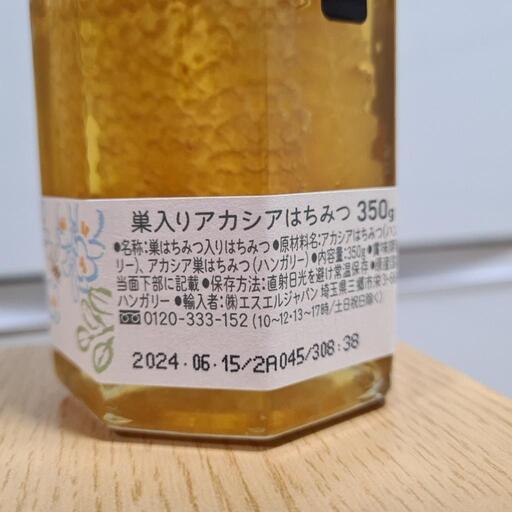 巣入りアカシアはちみつ 350g
●名称:巣はちみつ入りはちみつ●原材料名:アカシアはちみつ(ハン
リー)、アカシア巣はちみつ(ハンガリー)●内容量:350g●賞味期
当面下部に記載●保存方法:直射日光を避け常温保存●原産
ハンガリー●輸入者:㈱エスエルジャパン 埼玉県三郷市栄3-
0120-333-152 (10~12・13~17時/土日祝日除く)
2024.06.15/2A045/308:38